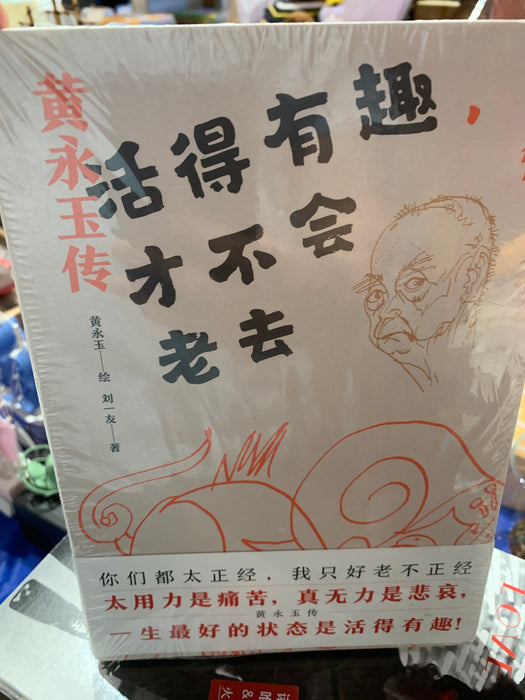 黄永玉传
活得有趣，
才不会
老去
黄永玉——绘 刘一友——著
你们都太正经，我只好老不正经
太用力是痛苦，真无力是悲哀，
黄永玉传
一生最好的状态是活得有趣！
LOVE